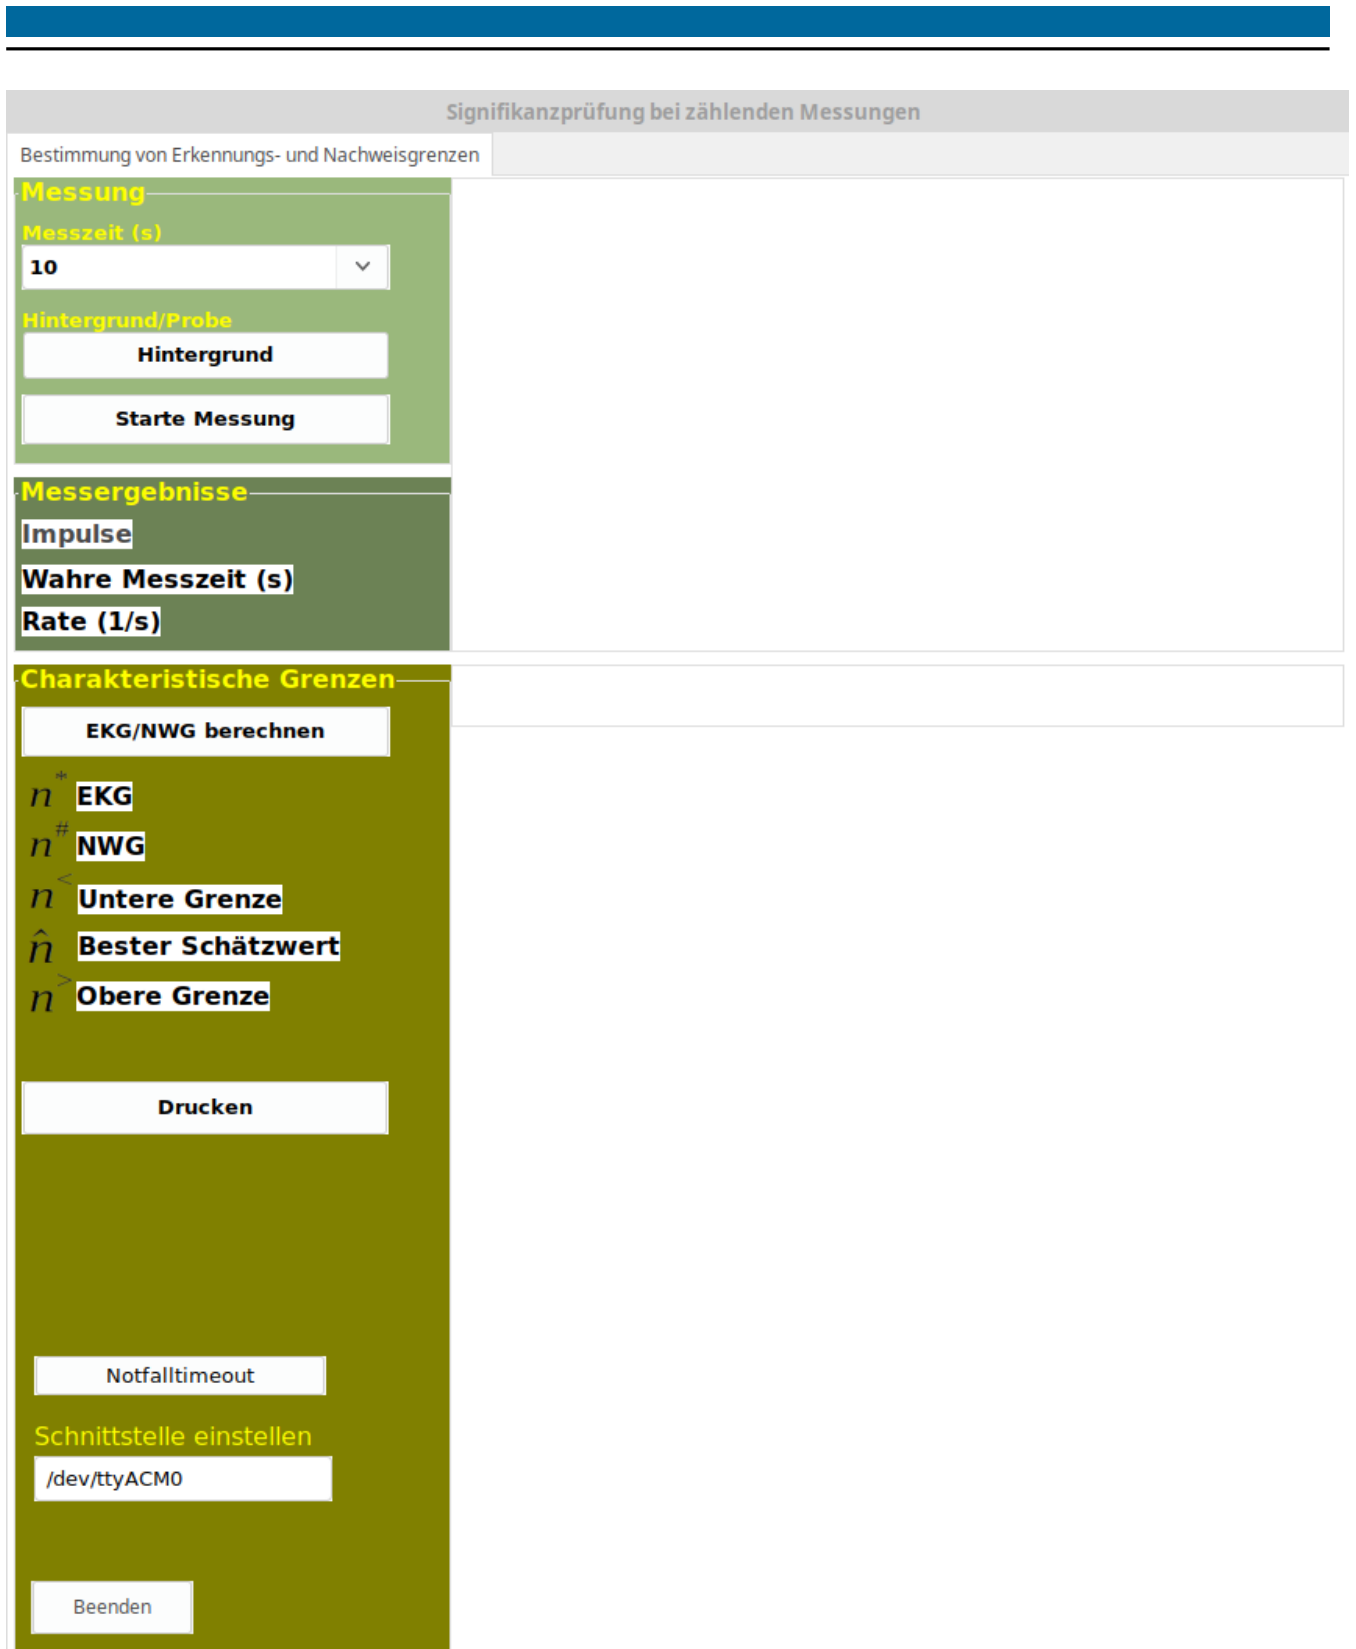 Signifikanzprüfung bei zählenden Messungen
Bestimmung von Erkennungs- und Nachweisgrenzen
Messung
Messzeit (s)
10
Hintergrund/Probe
Hintergrund
Starte Messung
Messergebnisse
Impulse
Wahre Messzeit (s)
Rate (1/s)
Charakteristische Grenzen
EKG/NWG berechnen
n* EKG
n# NWG
n< Untere Grenze
n̂ Bester Schätzwert
n> Obere Grenze
Drucken
Notfalltimeout
Schnittstelle einstellen
/dev/ttyACM0
Beenden